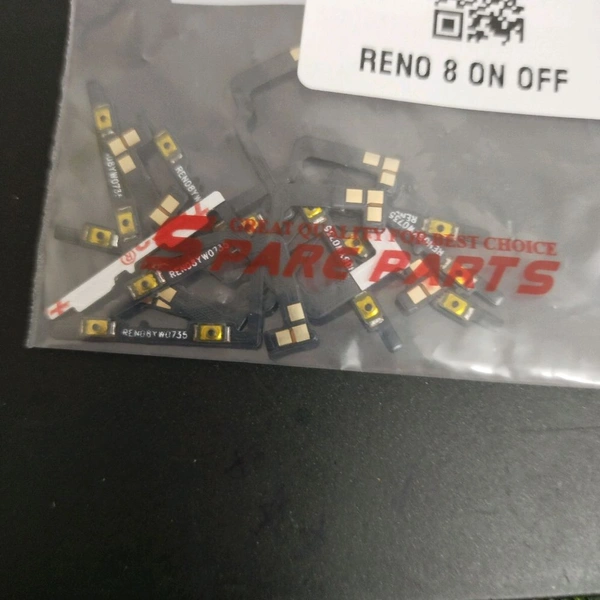 RENO 8 ON OFF
GREAT QUALITY FOR BEST CHOICE
SPARE PARTS
RENO8YW0735